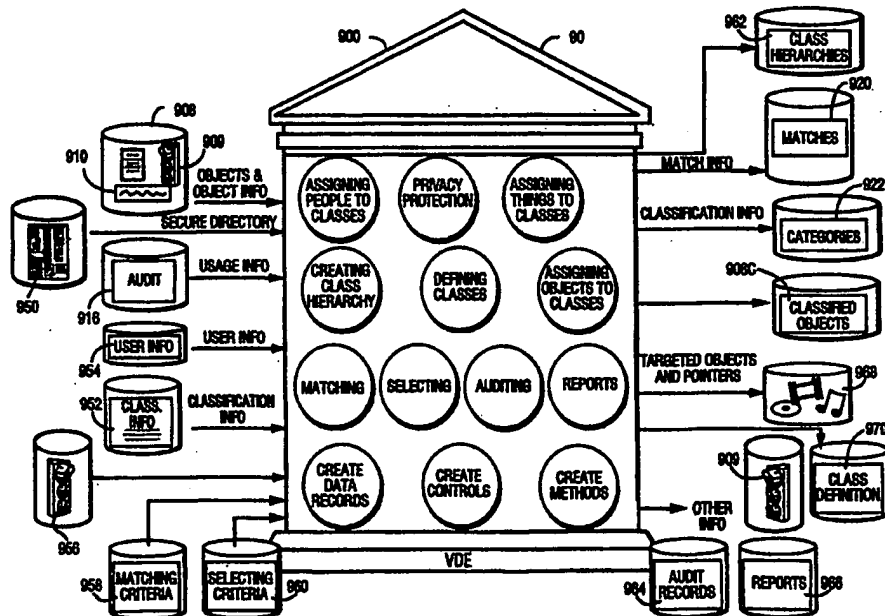 900
90
962
CLASS
HIERARCHIES
920
MATCHES
MATCH INFO
908
909
910
OBJECTS &
OBJECT INFO
SECURE DIRECTORY
950
AUDIT
916
USAGE INFO
USER INFO
954
USER INFO
952
CLASS.
INFO
CLASSIFICATION
INFO
956
958
MATCHING
CRITERIA
SELECTING
CRITERIA
960
ASSIGNING
PEOPLE TO
CLASSES
PRIVACY
PROTECTION
ASSIGNING
THINGS TO
CLASSES
CREATING
CLASS
HIERARCHY
DEFINING
CLASSES
ASSIGNING
OBJECTS TO
CLASSES
MATCHING
SELECTING
AUDITING
REPORTS
CREATE
DATA
RECORDS
CREATE
CONTROLS
CREATE
METHODS
VDE
CLASSIFICATION INFO
922
CATEGORIES
908C
CLASSIFIED
OBJECTS
TARGETED OBJECTS
AND POINTERS
968
970
CLASS
DEFINITION
909
OTHER
INFO
964
AUDIT
RECORDS
REPORTS
966